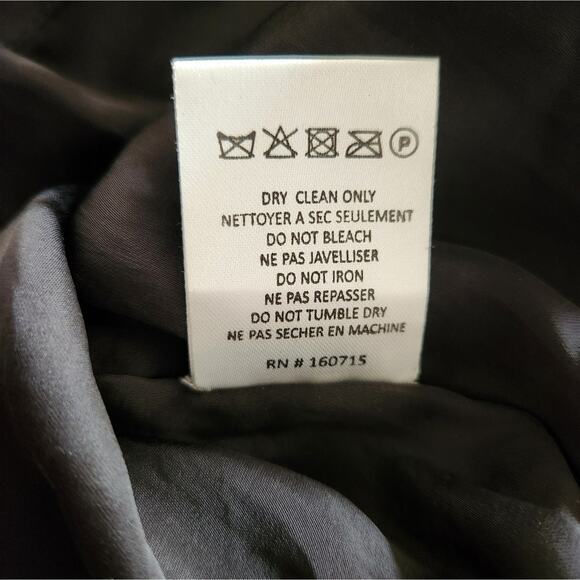 P
DRY CLEAN ONLY
NETTOYER A SEC SEULEMENT
DO NOT BLEACH
NE PAS JAVELLISER
DO NOT IRON
NE PAS REPASSER
DO NOT TUMBLE DRY
NE PAS SECHER EN MACHINE
RN # 160715